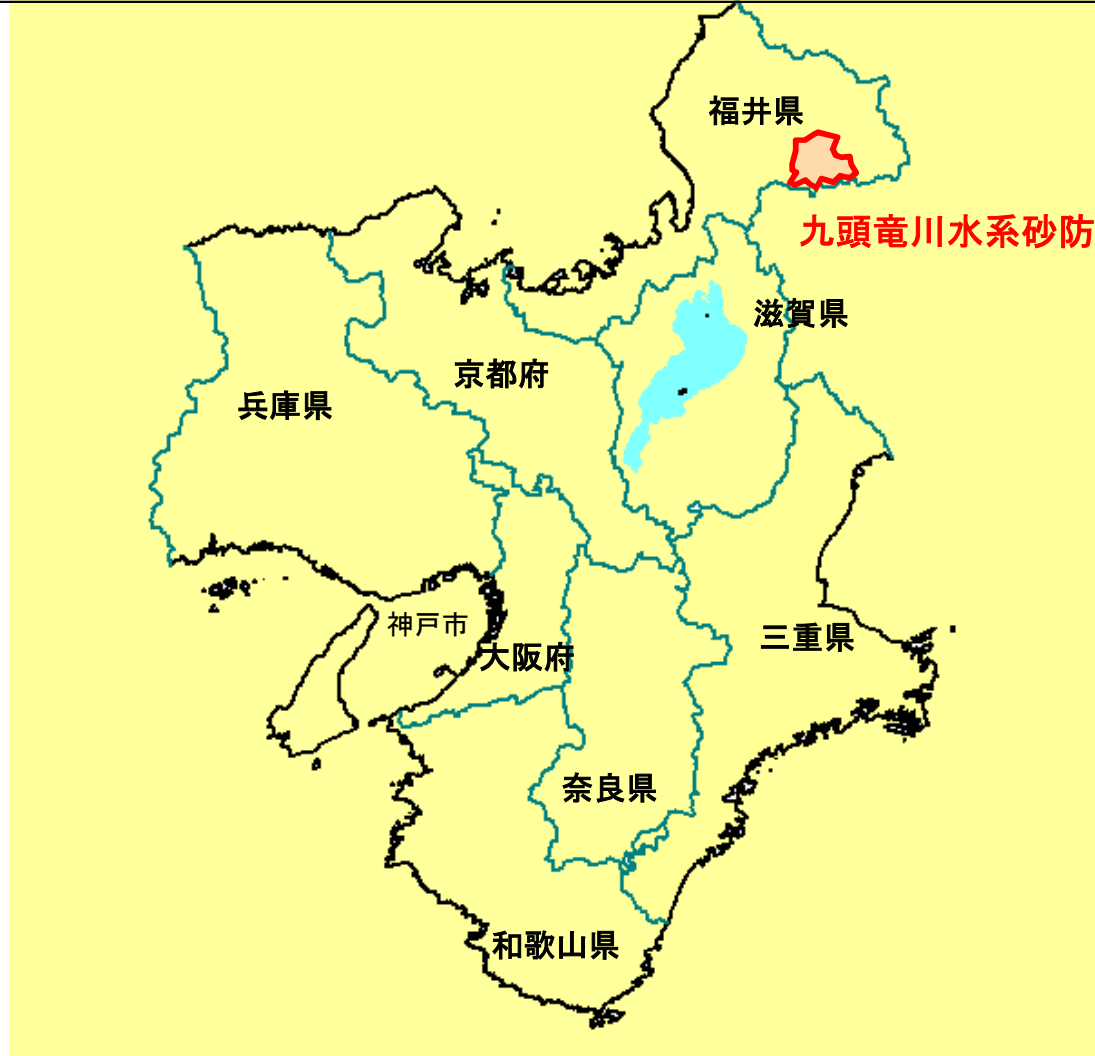 福井県
九頭竜川水系砂防
滋賀県
京都府
兵庫県
神戸市
大阪府
三重県
奈良県
和歌山県